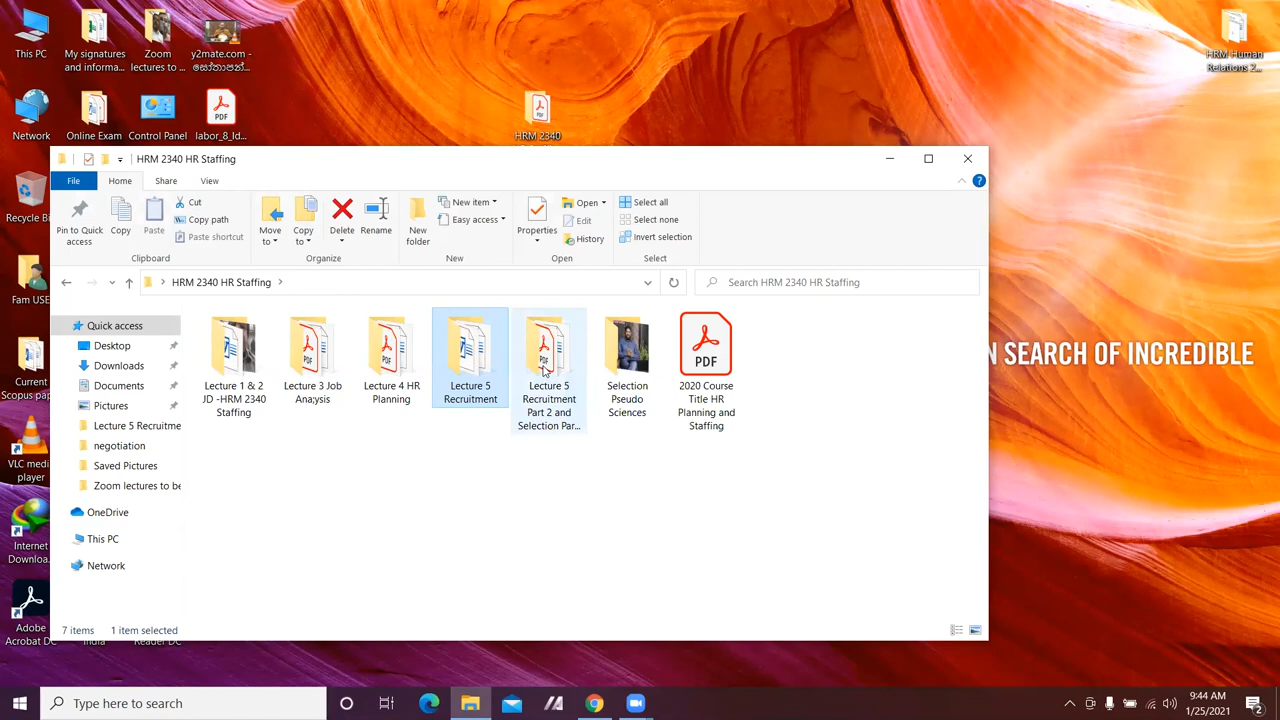 This PC
My signatures
and informa...
Zoom
lectures to ...
y2mate.com -
සෝතාපන්...
HRM Human
Relations 2...
Network
Online Exam
Control Panel
PDF
labor_8_Id...
HRM 2340
HRM 2340 HR Staffing
File
Home
Share
View
Pin to Quick
access
Copy
Paste
Cut
Copy path
Paste shortcut
Clipboard
Move
to
Copy
to
Delete
Rename
Organize
New
folder
New item
Easy access
New
Properties
Open
Edit
History
Open
Select all
Select none
Invert selection
Select
HRM 2340 HR Staffing
Search HRM 2340 HR Staffing
Recycle Bi
Fam USE
Current
Scopus pap
VLC med
player
Internet
Downloa..
Adobe
Acrobat DC
Reader DC
Quick access
Desktop
Downloads
Documents
Pictures
Lecture 5 Recruitme
negotiation
Saved Pictures
Zoom lectures to be
OneDrive
This PC
Network
Lecture 1 & 2
JD -HRM 2340
Staffing
Lecture 3 Job
Ana;ysis
Lecture 4 HR
Planning
Lecture 5
Recruitment
Lecture 5
Recruitment
Part 2 and
Selection Par...
Selection
Pseudo
Sciences
PDF
2020 Course
Title HR
Planning and
Staffing
N SEARCH OF INCREDIBLE
7 items
1 item selected
Type here to search
9:44 AM
1/25/2021
2